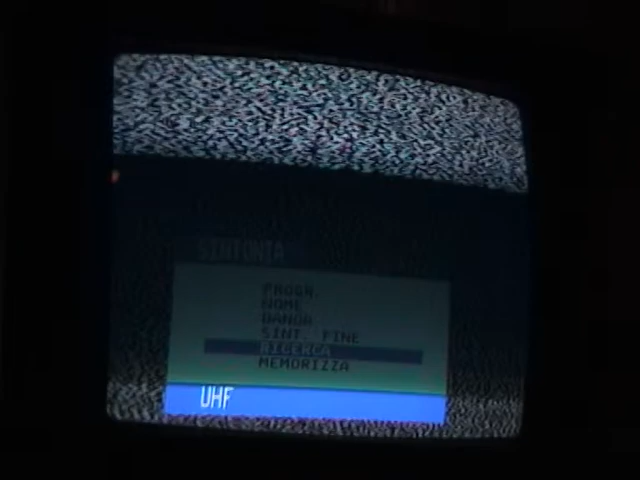 SINTONIA
PROGR
NOME
BANDA
SINT. FINE
RICERCA
MEMORIZZA
UHF